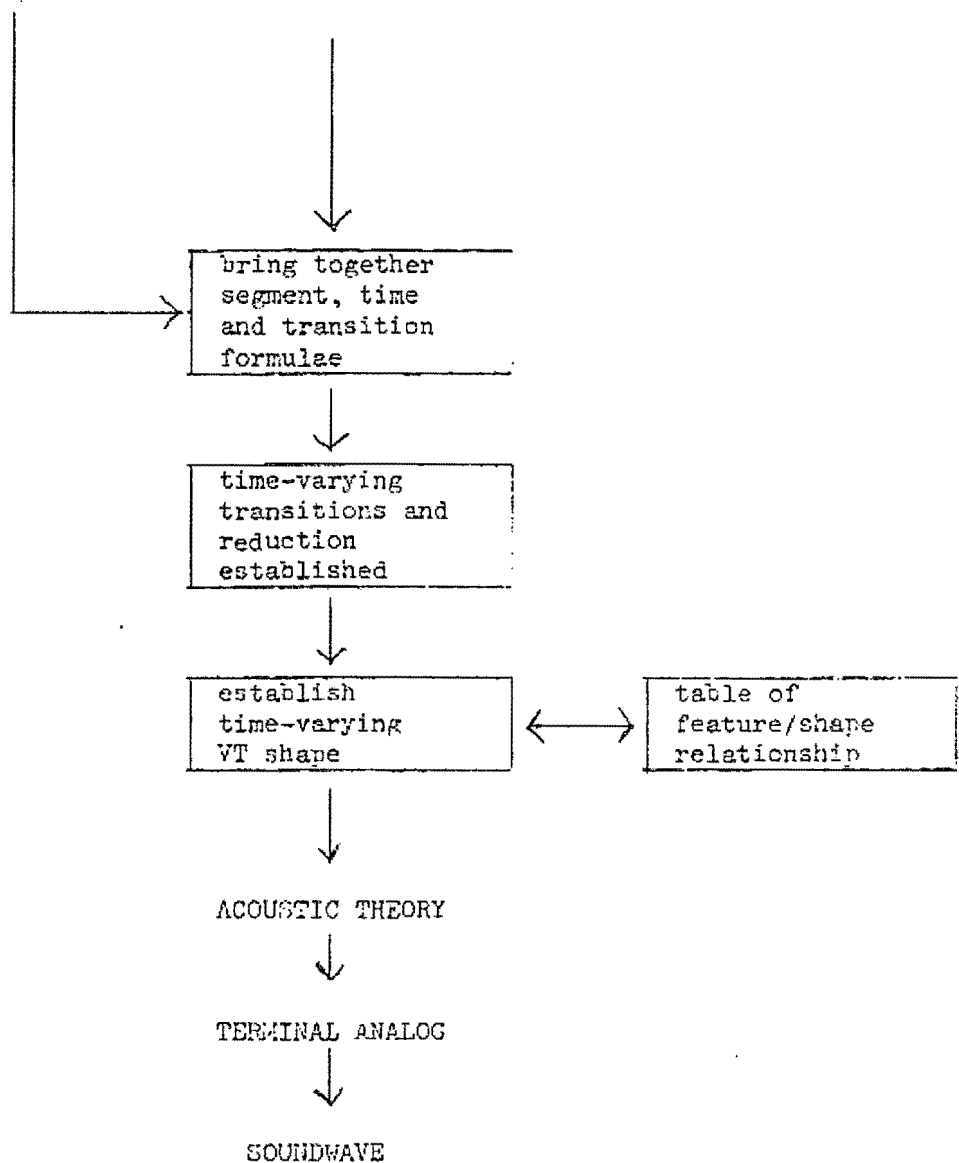 bring together
segment, time
and transition
formulae
time-varying
transitions and
reduction
established
establish
time-varying
VT shape
table of
feature/shape
relationship
ACOUSTIC THEORY
TERMINAL ANALOG
SOUNDWAVE